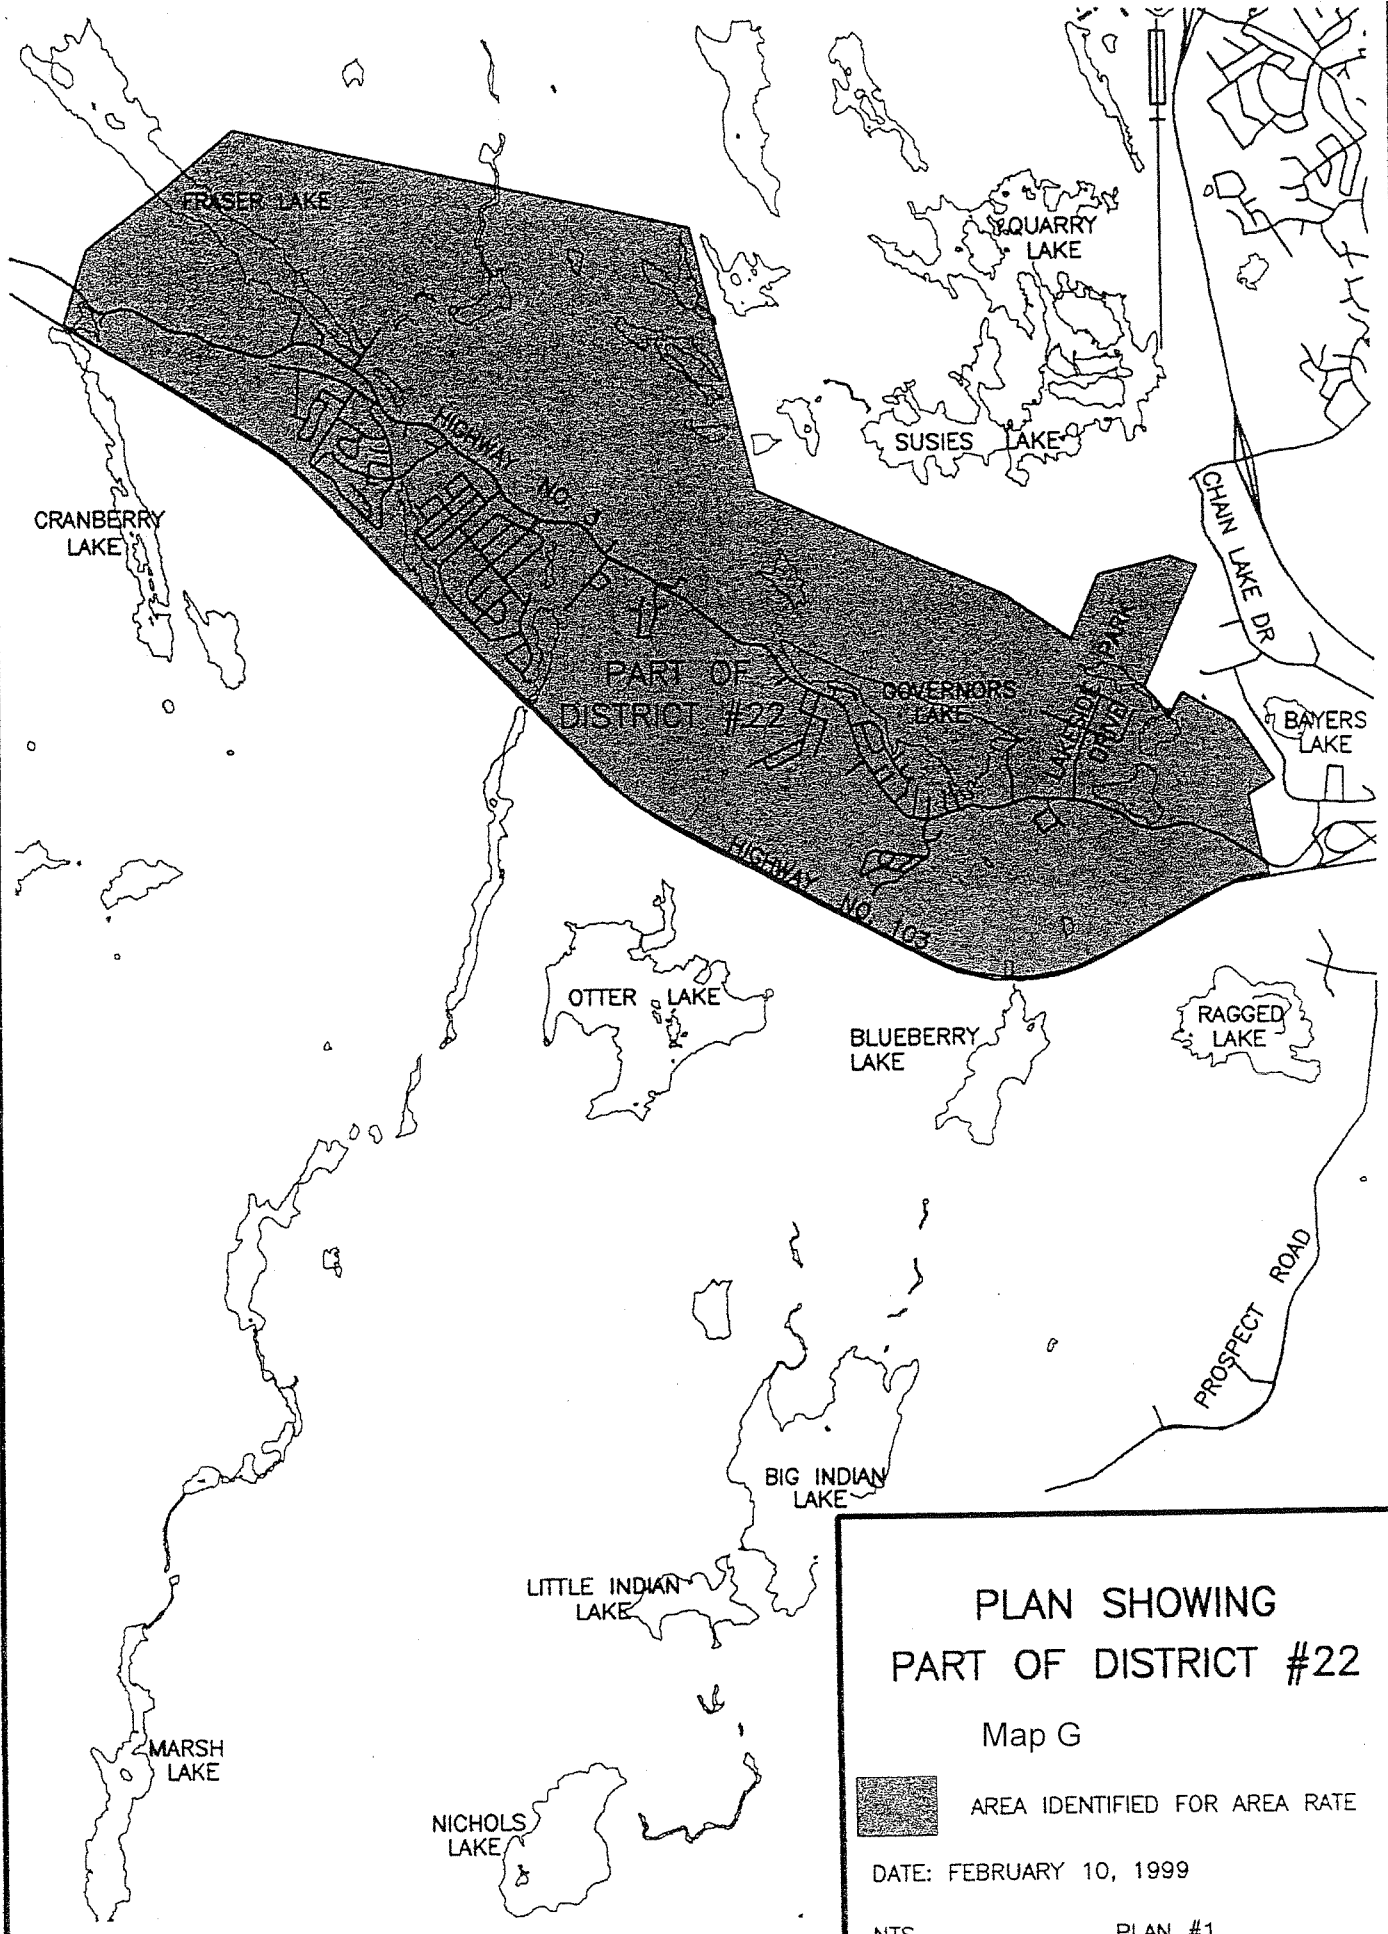 FRASER LAKE
QUARRY
LAKE
SUSIES LAKE
HIGHWAY NO. 3
CHAIN LAKE DR
CRANBERRY
LAKE
PART OF
DISTRICT #22
GOVERNORS
LAKE
LAKESIDE PARK
DRIVE
BAYERS
LAKE
HIGHWAY NO. 103
OTTER LAKE
BLUEBERRY
LAKE
RAGGED
LAKE
PROSPECT ROAD
BIG INDIAN
LAKE
LITTLE INDIAN
LAKE
MARSH
LAKE
NICHOLS
LAKE
PLAN SHOWING
PART OF DISTRICT #22
Map G
AREA IDENTIFIED FOR AREA RATE
DATE: FEBRUARY 10, 1999
NTS PLAN #1